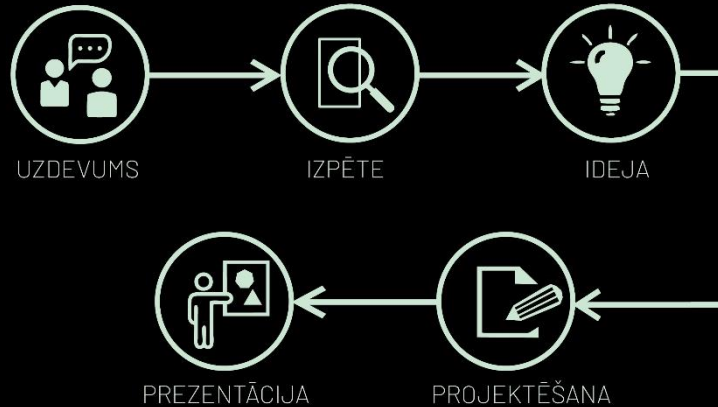 UZDEVUMS
IZPĒTE
IDEJA
PREZENTĀCIJA
PROJEKTĒŠANA